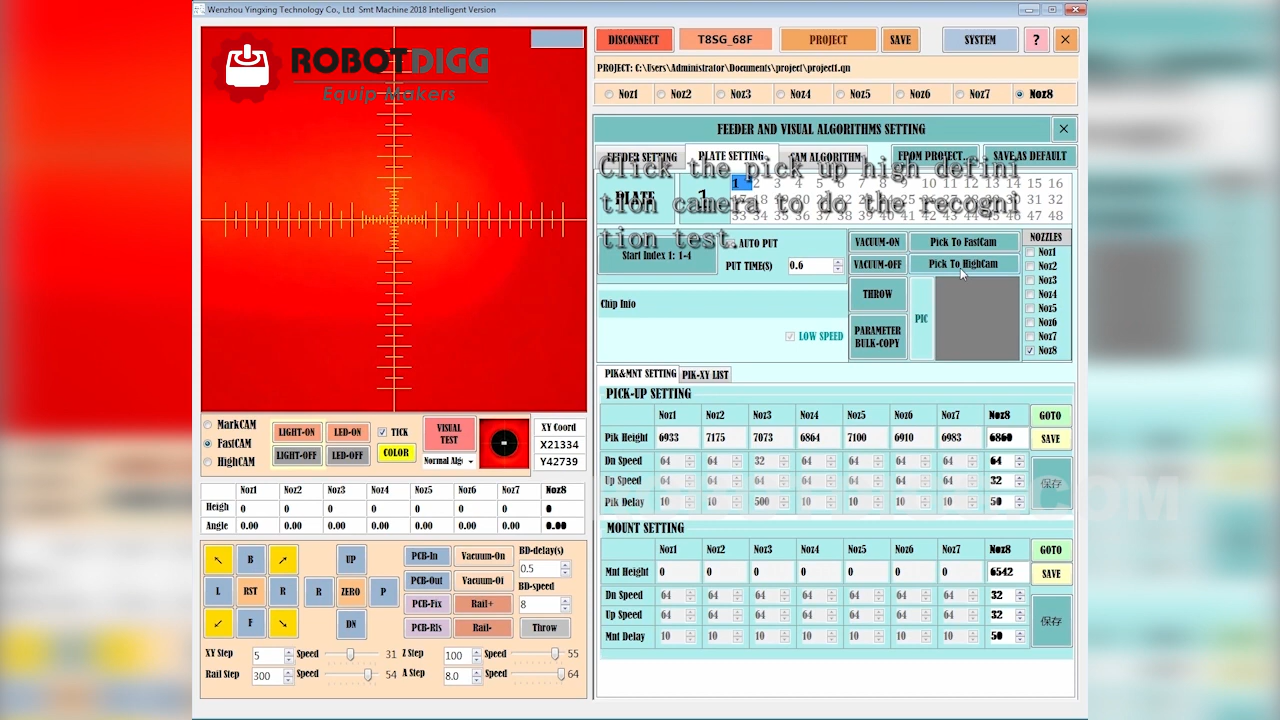 Wenzhou Yingxing Technology Co., Ltd Smt Machine 2018 Intelligent Version
ROBOTDIGG
Equip Makers
DISCONNECT T8SG_68F PROJECT SAVE SYSTEM ? ×
PROJECT: C:\Users\Administrator\Documents\project\project1.qn
Noz1 Noz2 Noz3 Noz4 Noz5 Noz6 Noz7 Noz8
FEEDER AND VISUAL ALGORITHMS SETTING ×
FEEDER SETTING PLATE SETTING CAM ALGORITHM FROM PROJECT.. SAVE AS DEFAULT
Click the pick up high defini
tion camera to do the recogni
tion test.
PLATE 1
1 2 3 4 5 6 7 8 9 10 11 12 13 14 15 16
31 32
33 34 35 36 37 38 39 40 41 42 43 44 45 46 47 48
Start Index 1: 1-4
AUTO PUT
PUT TIME(S) 0.6
VACUUM-ON Pick To FastCam
VACUUM-OFF Pick To HighCam
THROW
PARAMETER
BULK-COPY
PIC
NOZZLES
Noz1
Noz2
Noz3
Noz4
Noz5
Noz6
Noz7
Noz8
Chip Info
LOW SPEED
PIK&MNT SETTING PIK-XY LIST
PICK-UP SETTING
Noz1 Noz2 Noz3 Noz4 Noz5 Noz6 Noz7 Noz8 GOTO
Pik Height 6933 7175 7073 6864 7100 6910 6983 6860 SAVE
Dn Speed 64 64 32 64 64 64 64 64
Up Speed 64 64 64 64 64 64 64 32
Pik Delay 10 10 500 10 10 10 10 50
保存
MOUNT SETTING
Noz1 Noz2 Noz3 Noz4 Noz5 Noz6 Noz7 Noz8 GOTO
Mnt Height 0 0 0 0 0 0 0 6542 SAVE
Dn Speed 64 64 64 64 64 64 64 32
Up Speed 64 64 64 64 64 64 64 32
Mnt Delay 10 10 10 10 10 10 10 50
保存
MarkCAM
FastCAM
HighCAM
LIGHT-ON LED-ON TICK
LIGHT-OFF LED-OFF COLOR
VISUAL
TEST
Normal Alg
XY Coord
X21334
Y42739
Noz1 Noz2 Noz3 Noz4 Noz5 Noz6 Noz7 Noz8
Heigh 0 0 0 0 0 0 0 0
Angle 0.00 0.00 0.00 0.00 0.00 0.00 0.00 0.00
B UP PCB-In Vacuum-On BD-delay(s)
PCB-Out Vacuum-Of 0.5
L RST R R ZERO P BD-speed
PCB-Fix Rail+ 8
F DN PCB-Rls Rail- Throw
XY Step 5 Speed 31 Z Step 100 Speed 55
Rail Step 300 Speed 54 A Step 8.0 Speed 64